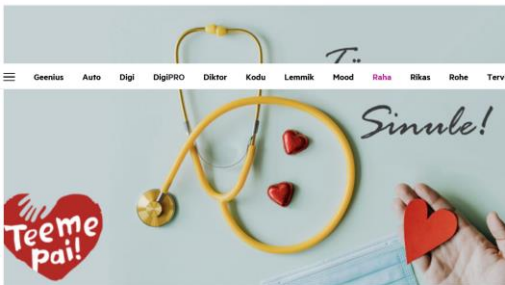 Geenius Auto Digi DigiPRO Diktor Kodu Lemmik Mood Raha Rikas Rohe
Sinule!
Teeme
pai!